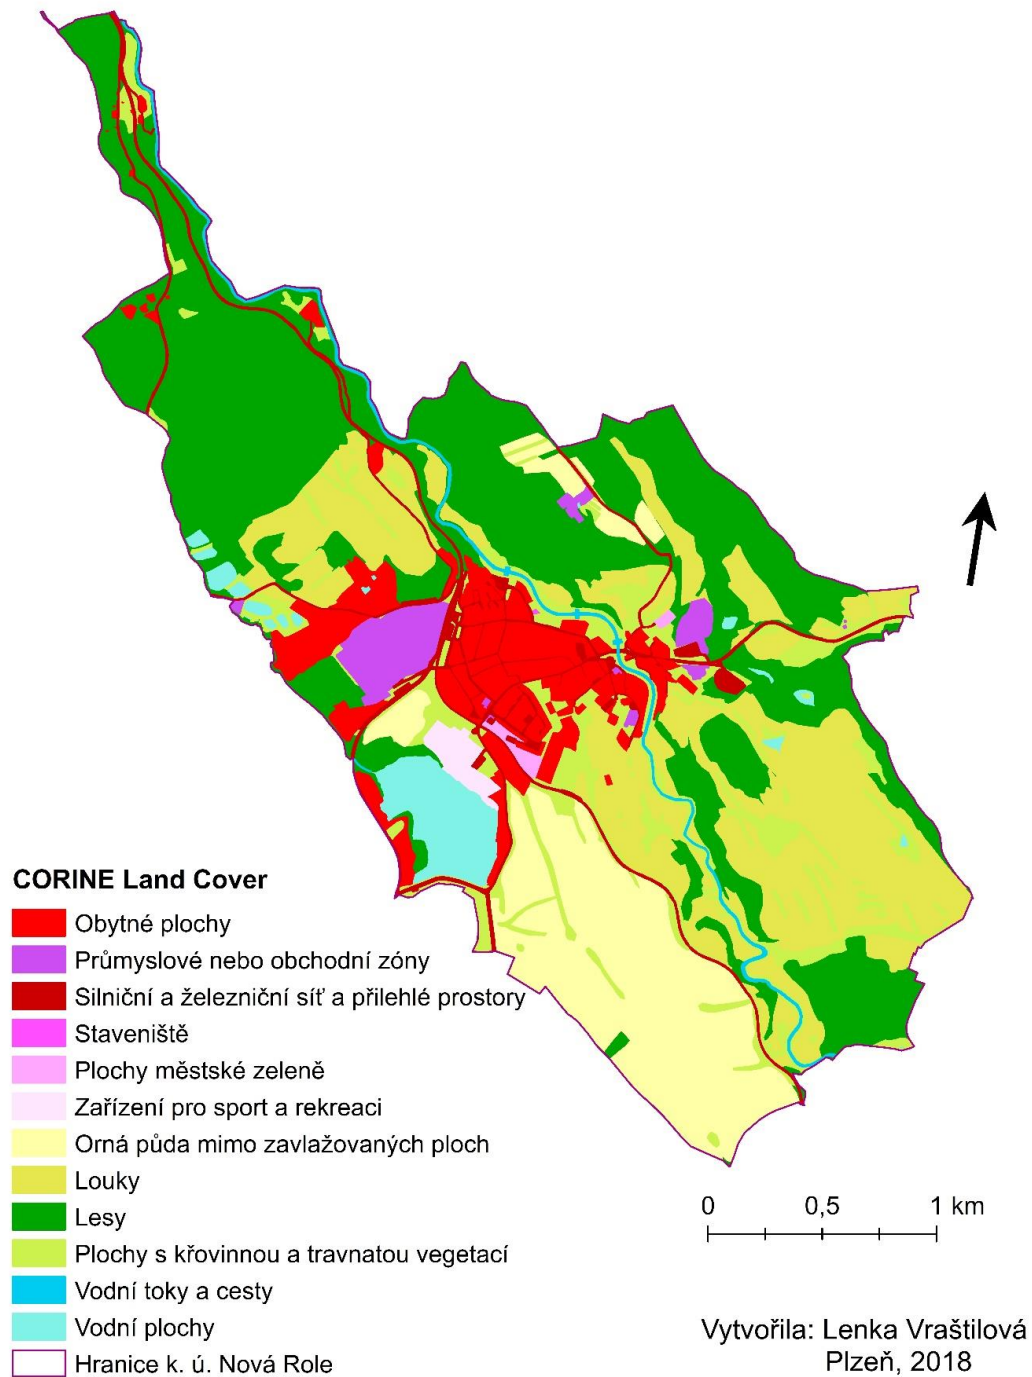 CORINE Land Cover
Obytné plochy
Průmyslové nebo obchodní zóny
Silniční a železniční síť a přilehlé prostory
Staveniště
Plochy městské zeleně
Zařízení pro sport a rekreaci
Orná půda mimo zavlažovaných ploch
Louky
Lesy
Plochy s křovinnou a travnatou vegetací
Vodní toky a cesty
Vodní plochy
Hranice k. ú. Nová Role
0 0,5 1 km
Vytvořila: Lenka Vraštilová
Plzeň, 2018